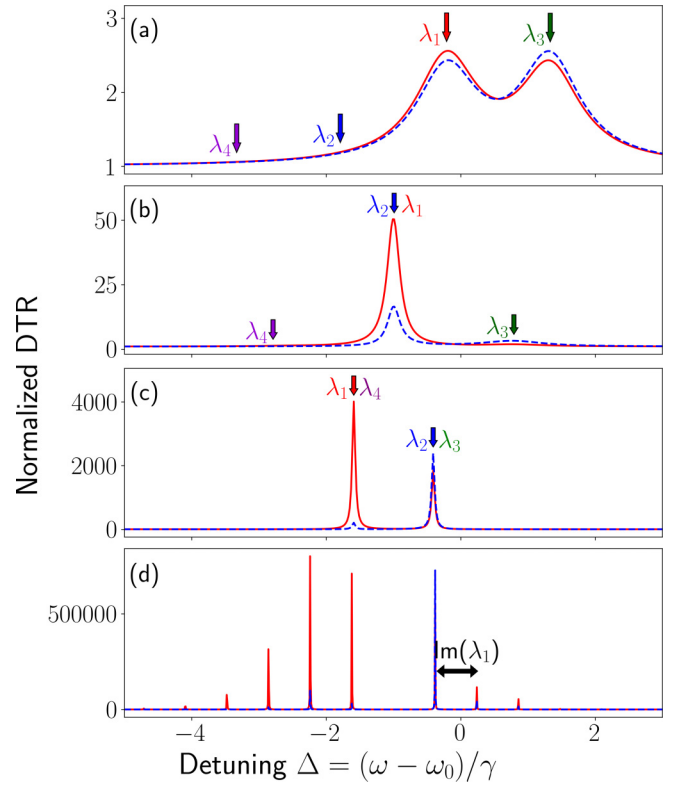 (a)
3
2
1
λ₁
λ₃
λ₄
λ₂
(b)
50
25
0
λ₂ λ₁
λ₄
λ₃
Normalized DTR
(c)
4000
2000
0
λ₁ λ₄
λ₂ λ₃
(d)
500000
0
Im(λ₁)
−4 −2 0 2
Detuning Δ = (ω − ω₀)/γ